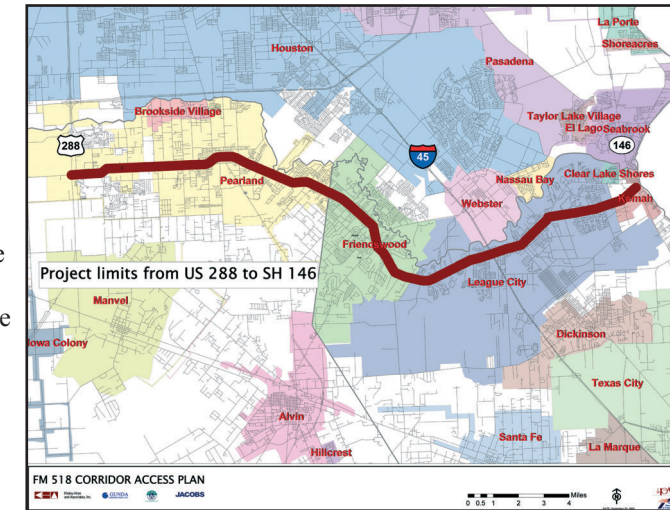 La Porte
Houston
Shoreacres
Pasadena
Brookside Village
Taylor Lake Village
El Lago
Seabrook
288
146
45
Clear Lake Shores
Pearland
Nassau Bay
Webster
Kemah
Friendswood
e
Project limits from US 288 to SH 146
League City
Manvel
e
Iowa Colony
Dickinson
Texas City
Alvin
Santa Fe
La Marque
Hillcrest
FM 518 CORRIDOR ACCESS PLAN
GUNDA
JACOBS
Miles
0 0.5 1 2 3 4